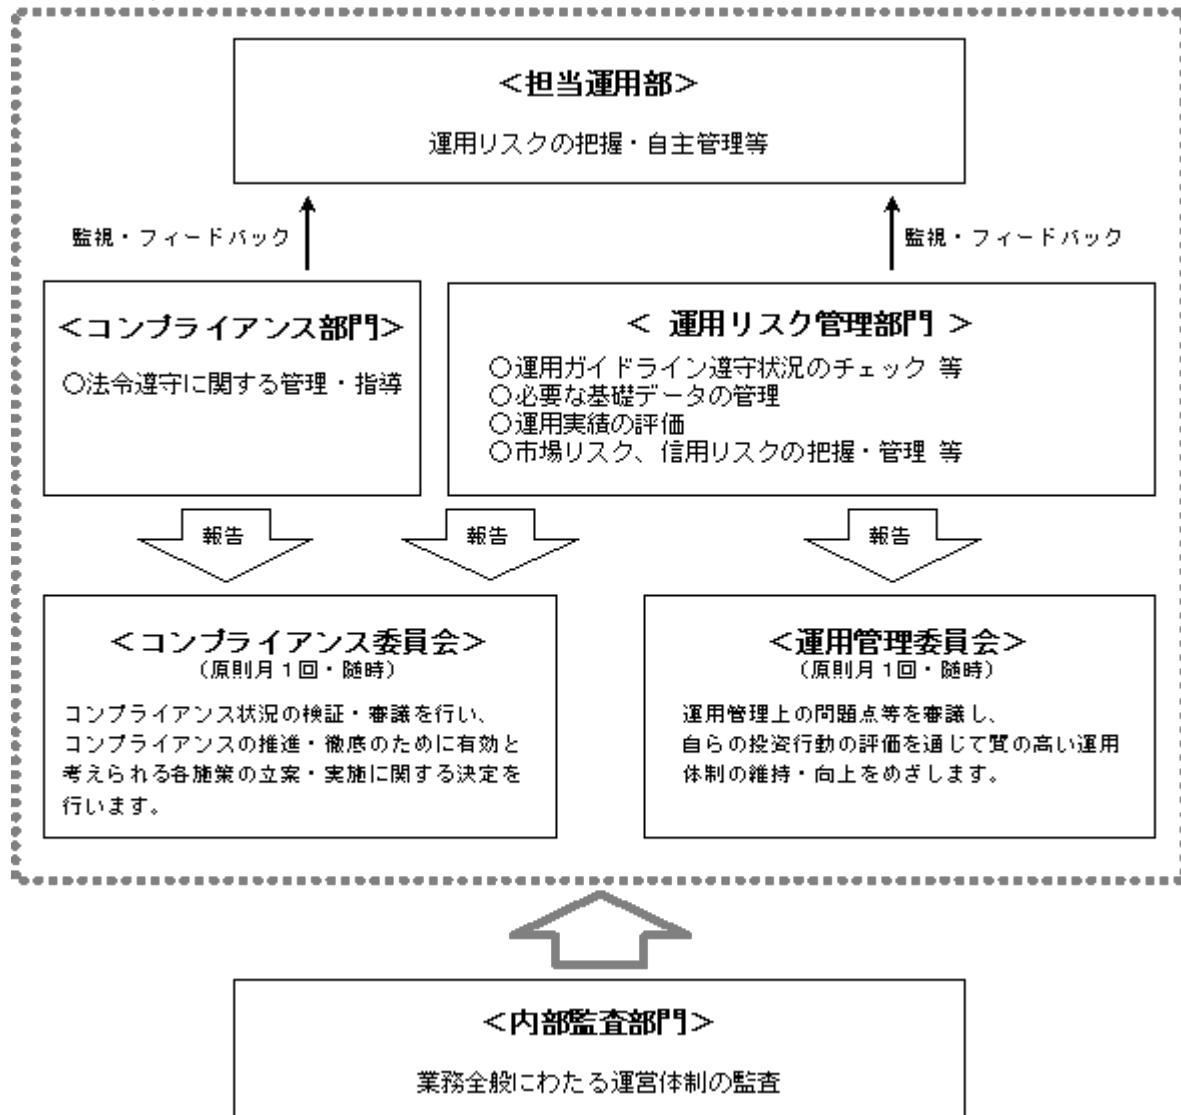 ＜担当運用部＞
運用リスクの把握・自主管理等
監視・フィードバック
監視・フィードバック
＜コンプライアンス部門＞
○法令遵守に関する管理・指導
＜ 運用リスク管理部門 ＞
○運用ガイドライン遵守状況のチェック 等
○必要な基礎データの管理
○運用実績の評価
○市場リスク、信用リスクの把握・管理 等
報告
報告
報告
＜コンプライアンス委員会＞
（原則月１回・随時）
コンプライアンス状況の検証・審議を行い、
コンプライアンスの推進・徹底のために有効と
考えられる各施策の立案・実施に関する決定を
行います。
＜運用管理委員会＞
（原則月１回・随時）
運用管理上の問題点等を審議し、
自らの投資行動の評価を通じて質の高い運用
体制の維持・向上をめざします。
＜内部監査部門＞
業務全般にわたる運営体制の監査